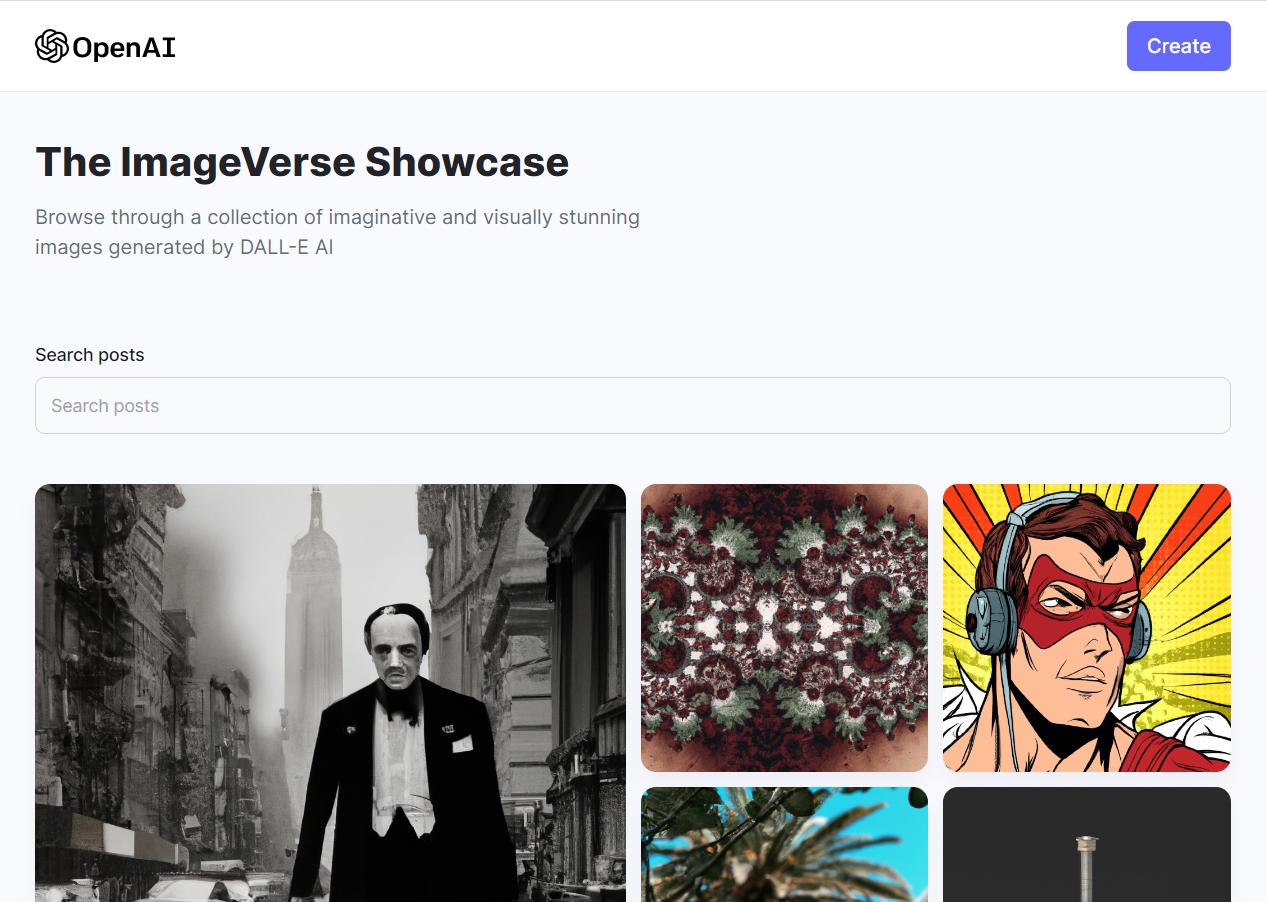 OpenAI
Create
The ImageVerse Showcase
Browse through a collection of imaginative and visually stunning
images generated by DALL-E AI
Search posts
Search posts